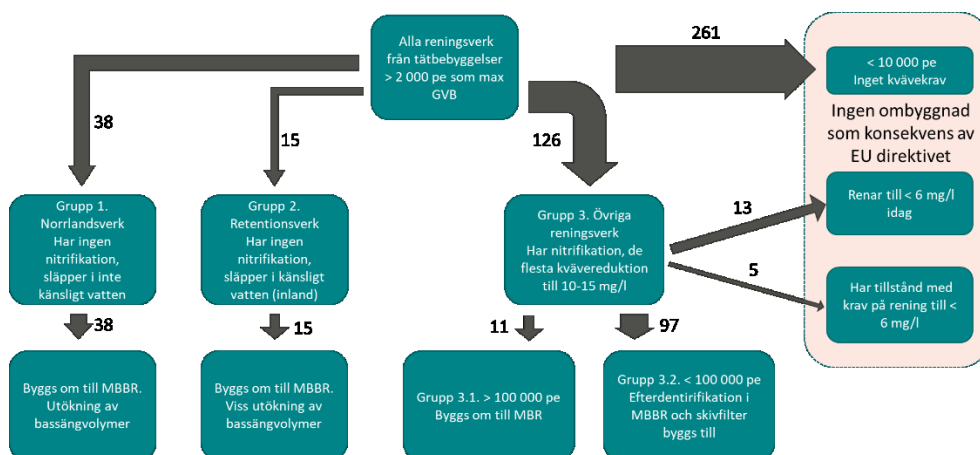 Alla reningsverk
från tätbebyggelser
> 2 000 pe som max
GVB
261
< 10 000 pe
Inget kvävekrav
Ingen ombyggnad
som konsekvens av
EU direktivet
38
15
126
Grupp 1.
Norrlandsverk
Har ingen
nitrifikation,
släpper i inte
känsligt vatten
Grupp 2.
Retentionsverk
Har ingen
nitrifikation,
släpper i känsligt
vatten (inland)
Grupp 3. Övriga
reningsverk
Har nitrifikation, de
flesta kvävereduktion
till 10-15 mg/l
13
Renar till < 6 mg/l
idag
5
Har tillstånd med
krav på rening till <
6 mg/l
38
15
11
97
Byggs om till MBBR.
Utökning av
bassängvolymer
Byggs om till MBBR.
Viss utökning av
bassängvolymer
Grupp 3.1. > 100 000 pe
Byggs om till MBR
Grupp 3.2. < 100 000 pe
Efterdentirifikation i
MBBR och skivfilter
byggs till